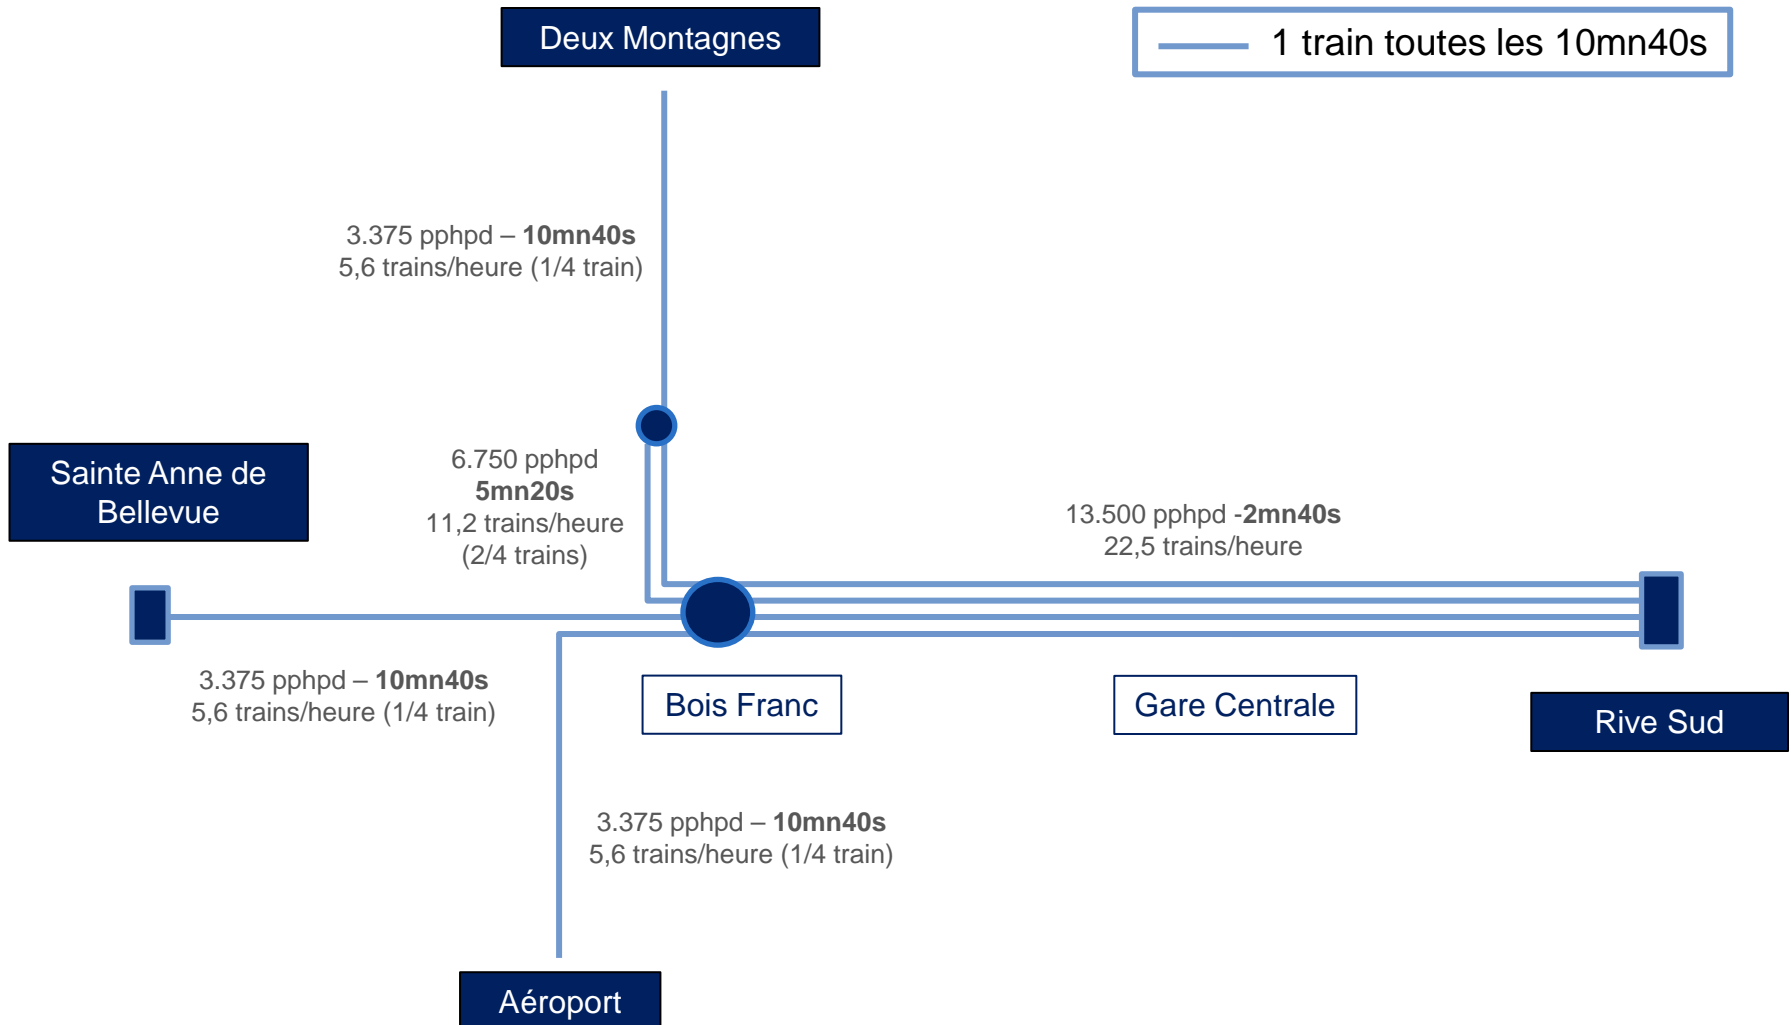 Deux Montagnes
1 train toutes les 10mn40s
3.375 pphpd – 10mn40s
5,6 trains/heure (1/4 train)
Sainte Anne de
Bellevue
6.750 pphpd
5mn20s
11,2 trains/heure
(2/4 trains)
13.500 pphpd -2mn40s
22,5 trains/heure
3.375 pphpd – 10mn40s
5,6 trains/heure (1/4 train)
Bois Franc
Gare Centrale
Rive Sud
3.375 pphpd – 10mn40s
5,6 trains/heure (1/4 train)
Aéroport